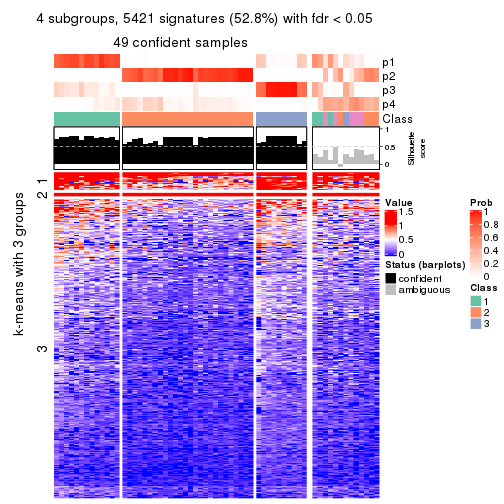 4 subgroups, 5421 signatures (52.8%) with fdr < 0.05
49 confident samples
p1
p2
p3
p4
Class
1
0.5
0
Silhouette
score
k-means with 3 groups
1
2
3
Value
1.5
1
0.5
0
Status (barplots)
confident
ambiguous
Prob
1
0.8
0.6
0.4
0.2
0
Class
1
2
3